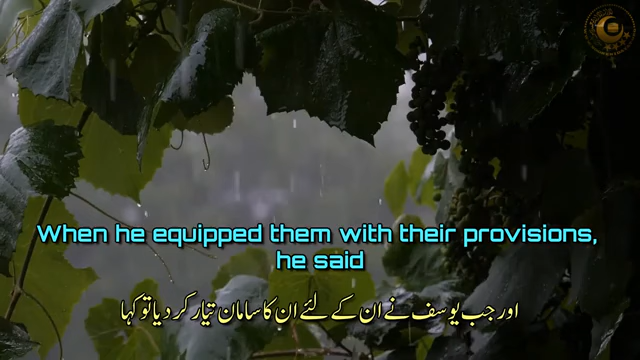 When he equipped them with their provisions,
he said
اور جب یوسف نے ان کے لئے ان کا سامان تیار کر دیا تو کہا